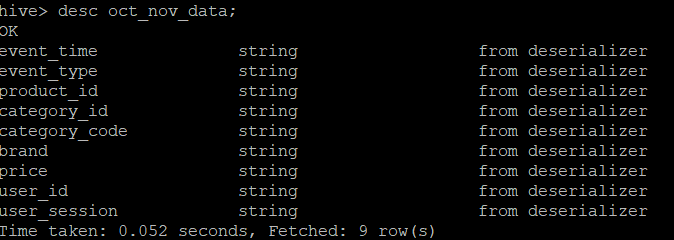 hive> desc oct_nov_data;
OK
event_time string from deserializer
event_type string from deserializer
product_id string from deserializer
category_id string from deserializer
category_code string from deserializer
brand string from deserializer
price string from deserializer
user_id string from deserializer
user_session string from deserializer
Time taken: 0.052 seconds, Fetched: 9 row(s)